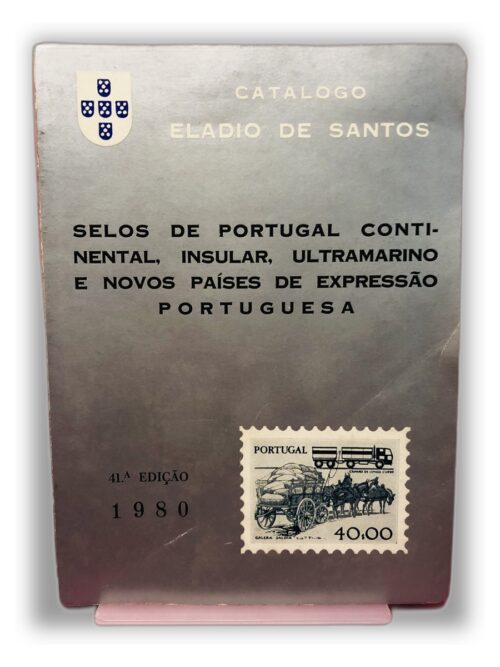 CATALOGO
ELADIO DE SANTOS
SELOS DE PORTUGAL CONTI-
NENTAL, INSULAR, ULTRAMARINO
E NOVOS PAÍSES DE EXPRESSÃO
PORTUGUESA
41.ª EDIÇÃO
1980
PORTUGAL
40.00